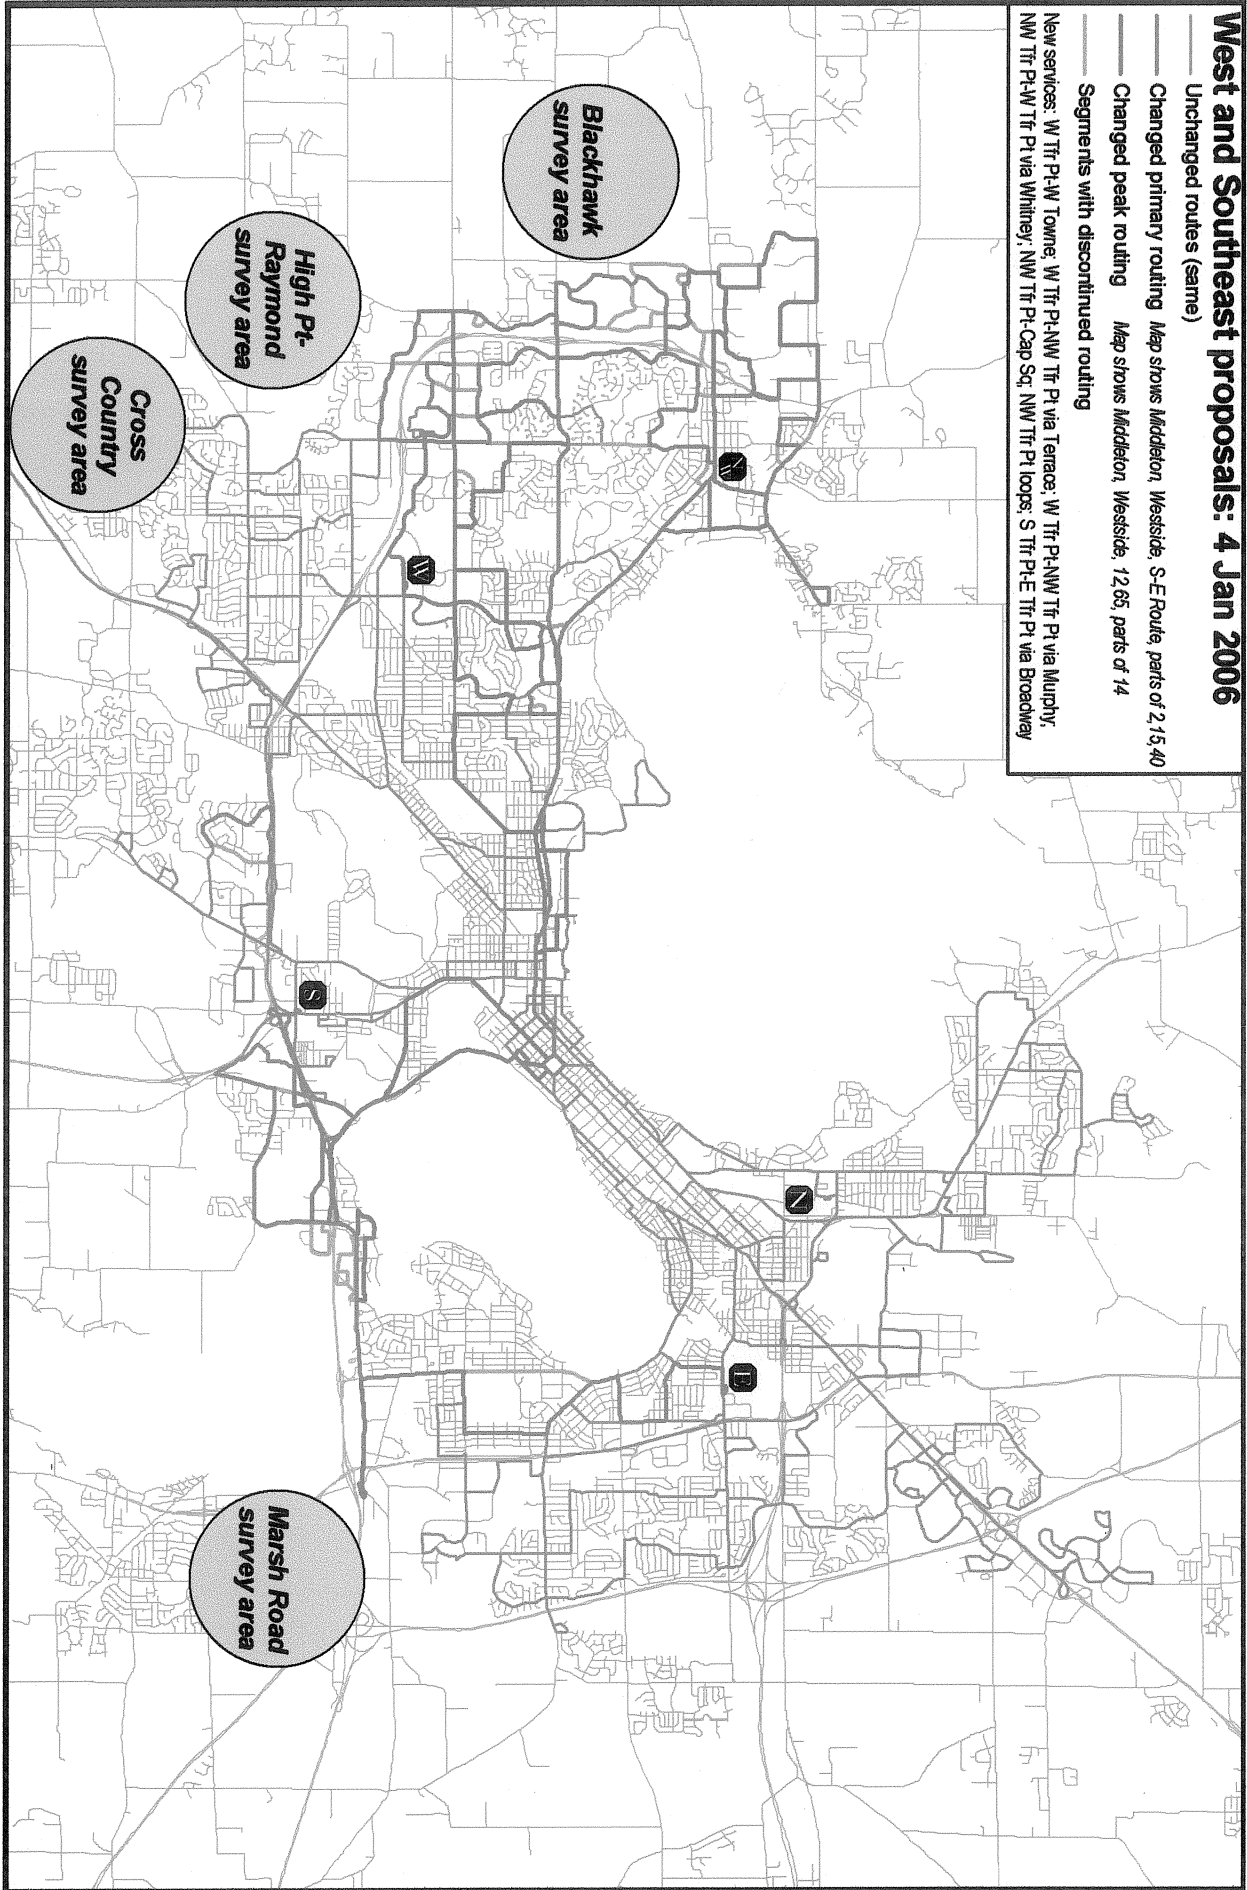 West and Southeast proposals: 4 Jan 2006
Unchanged routes (same)
Changed primary routing Map shows Middleton, Westside, S-E Route, parts of 2,15,40
Changed peak routing Map shows Middleton, Westside, 12,65, parts of 14
Segments with discontinued routing
New services: W Tfr Pt-W Towne; W Tfr Pt-NW Tfr Pt via Terrace; W Tfr Pt-NW Tfr Pt via Murphy;
NW Tfr Pt-W Tfr Pt via Whitney; NW Tfr Pt-Cap Sq; NW Tfr Pt loops; S Tfr Pt-E Tfr Pt via Broadway
Blackhawk
survey area
High Pt-
Raymond
survey area
Cross
Country
survey area
Marsh Road
survey area
NW
W
S
N
E